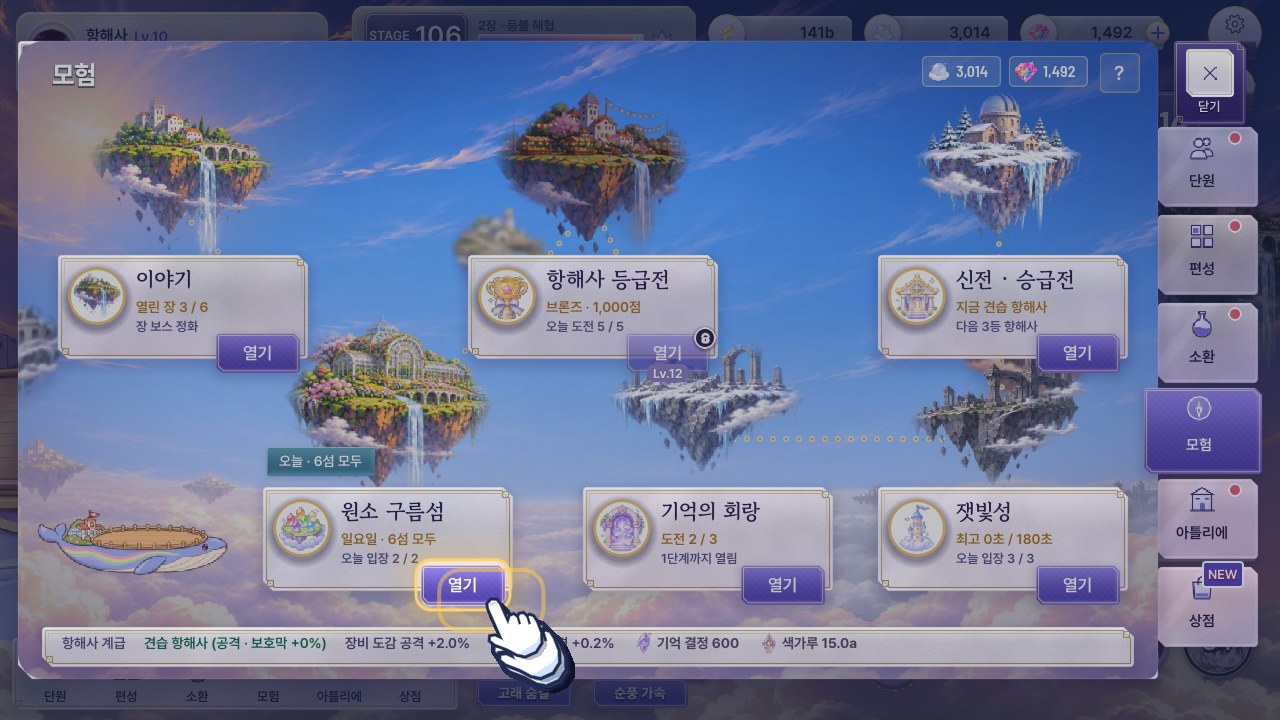 항해사 Lv.10
STAGE 106
2장 · 등불 해협
141b
3,014
1,492
모험
3,014
1,492
?
닫기
이야기
열린 장 3 / 6
장 보스 정화
열기
항해사 등급전
브론즈 · 1,000점
오늘 도전 5 / 5
열기
Lv.12
신전 · 승급전
지금 견습 항해사
다음 3등 항해사
열기
오늘 · 6섬 모두
원소 구름섬
일요일 · 6섬 모두
오늘 입장 2 / 2
열기
기억의 회랑
도전 2 / 3
1단계까지 열림
열기
잿빛성
최고 0초 / 180초
오늘 입장 3 / 3
열기
항해사 계급
견습 항해사 (공격 · 보호막 +0%)
장비 도감 공격 +2.0%
+0.2%
기억 결정 600
색가루 15.0a
단원
편성
소환
모험
아틀리에
NEW
상점
단원
편성
소환
모험
아틀리에
상점
고래 숨결
순풍 가속